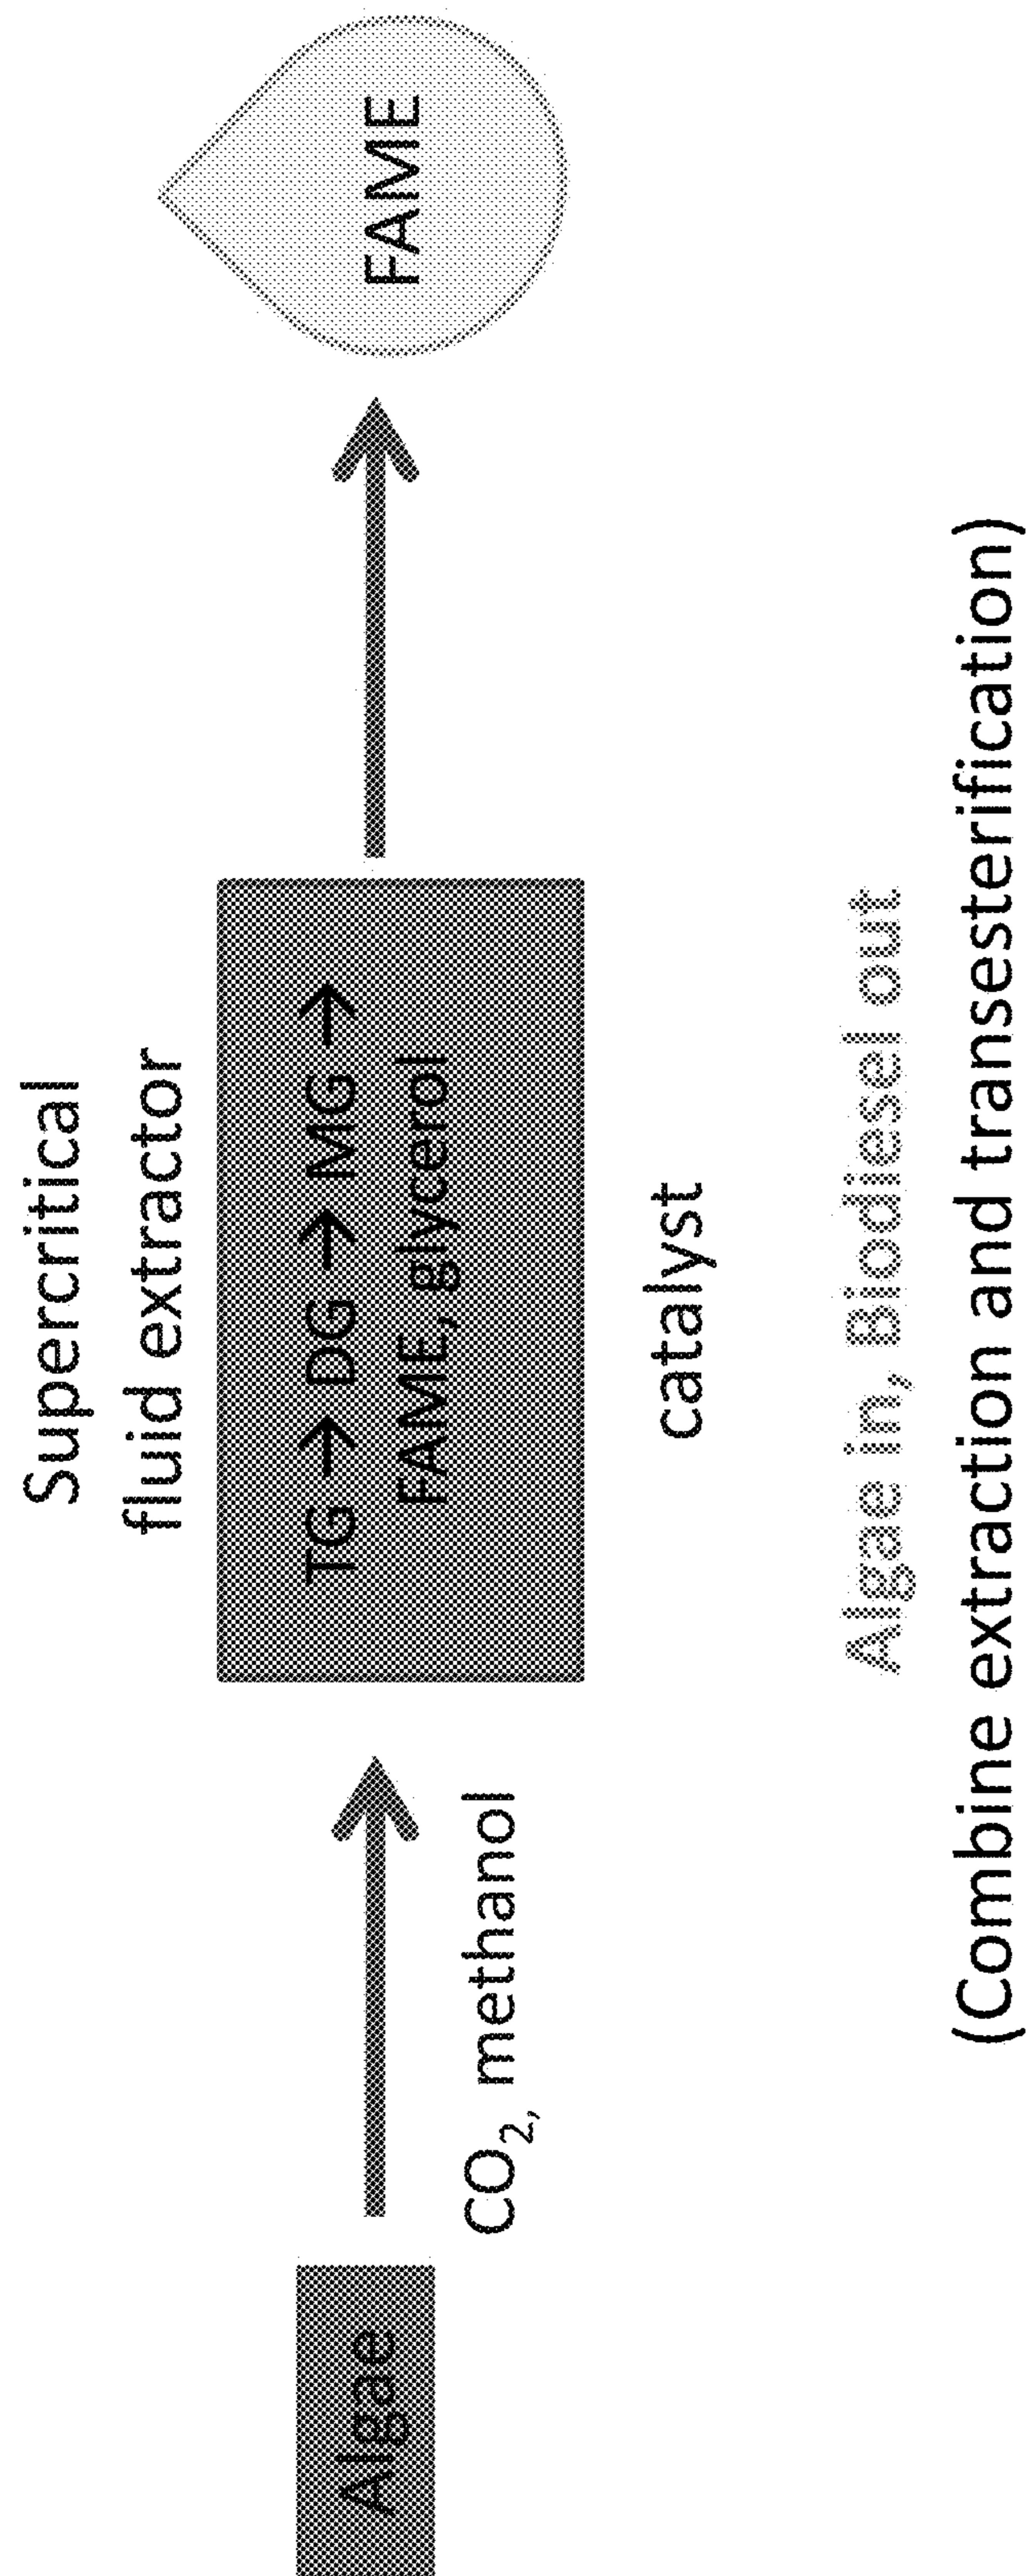 Supercritical
fluid extractor
Algae
CO₂, methanol
TG → DG → MG →
FAME, glycerol
catalyst
FAME
Algae in, Biodiesel out
(Combine extraction and transesterification)